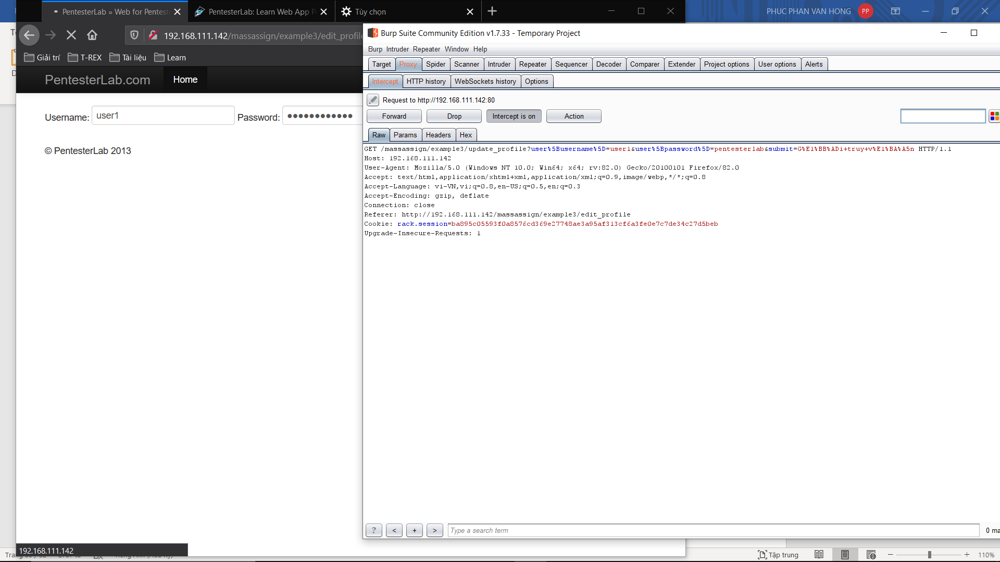 PentesterLab » Web for Pentest
PentesterLab: Learn Web App P
Tùy chọn
PHUC PHAN VAN HONG
PP
192.168.111.142/massassign/example3/edit_profile
Giải trí
T-REX
Tài liệu
Learn
PentesterLab.com
Home
Username:
user1
Password:
••••••••••••
© PentesterLab 2013
192.168.111.142
Burp Suite Community Edition v1.7.33 - Temporary Project
Burp Intruder Repeater Window Help
Target Proxy Spider Scanner Intruder Repeater Sequencer Decoder Comparer Extender Project options User options Alerts
Intercept HTTP history WebSockets history Options
Request to http://192.168.111.142:80
Forward Drop Intercept is on Action
Raw Params Headers Hex
GET /massassign/example3/update_profile?user%5Busername%5D=user1&user%5Bpassword%5D=pentesterlab&submit=G%E1%BB%ADi+truy+v%E1%BA%A5n HTTP/1.1
Host: 192.168.111.142
User-Agent: Mozilla/5.0 (Windows NT 10.0; Win64; x64; rv:82.0) Gecko/20100101 Firefox/82.0
Accept: text/html,application/xhtml+xml,application/xml;q=0.9,image/webp,*/*;q=0.8
Accept-Language: vi-VN,vi;q=0.8,en-US;q=0.5,en;q=0.3
Accept-Encoding: gzip, deflate
Connection: close
Referer: http://192.168.111.142/massassign/example3/edit_profile
Cookie: rack.session=ba895c05593f0a8576cd369e27748ae3a95af313cf6a3fe0e7c7de34c27d5beb
Upgrade-Insecure-Requests: 1
? < + >
Type a search term
0 ma
Tập trung
110%